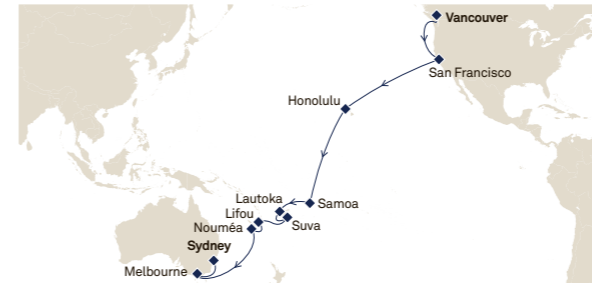 Vancouver
San Francisco
Honolulu
Samoa
Lautoka
Suva
Lifou
Nouméa
Sydney
Melbourne